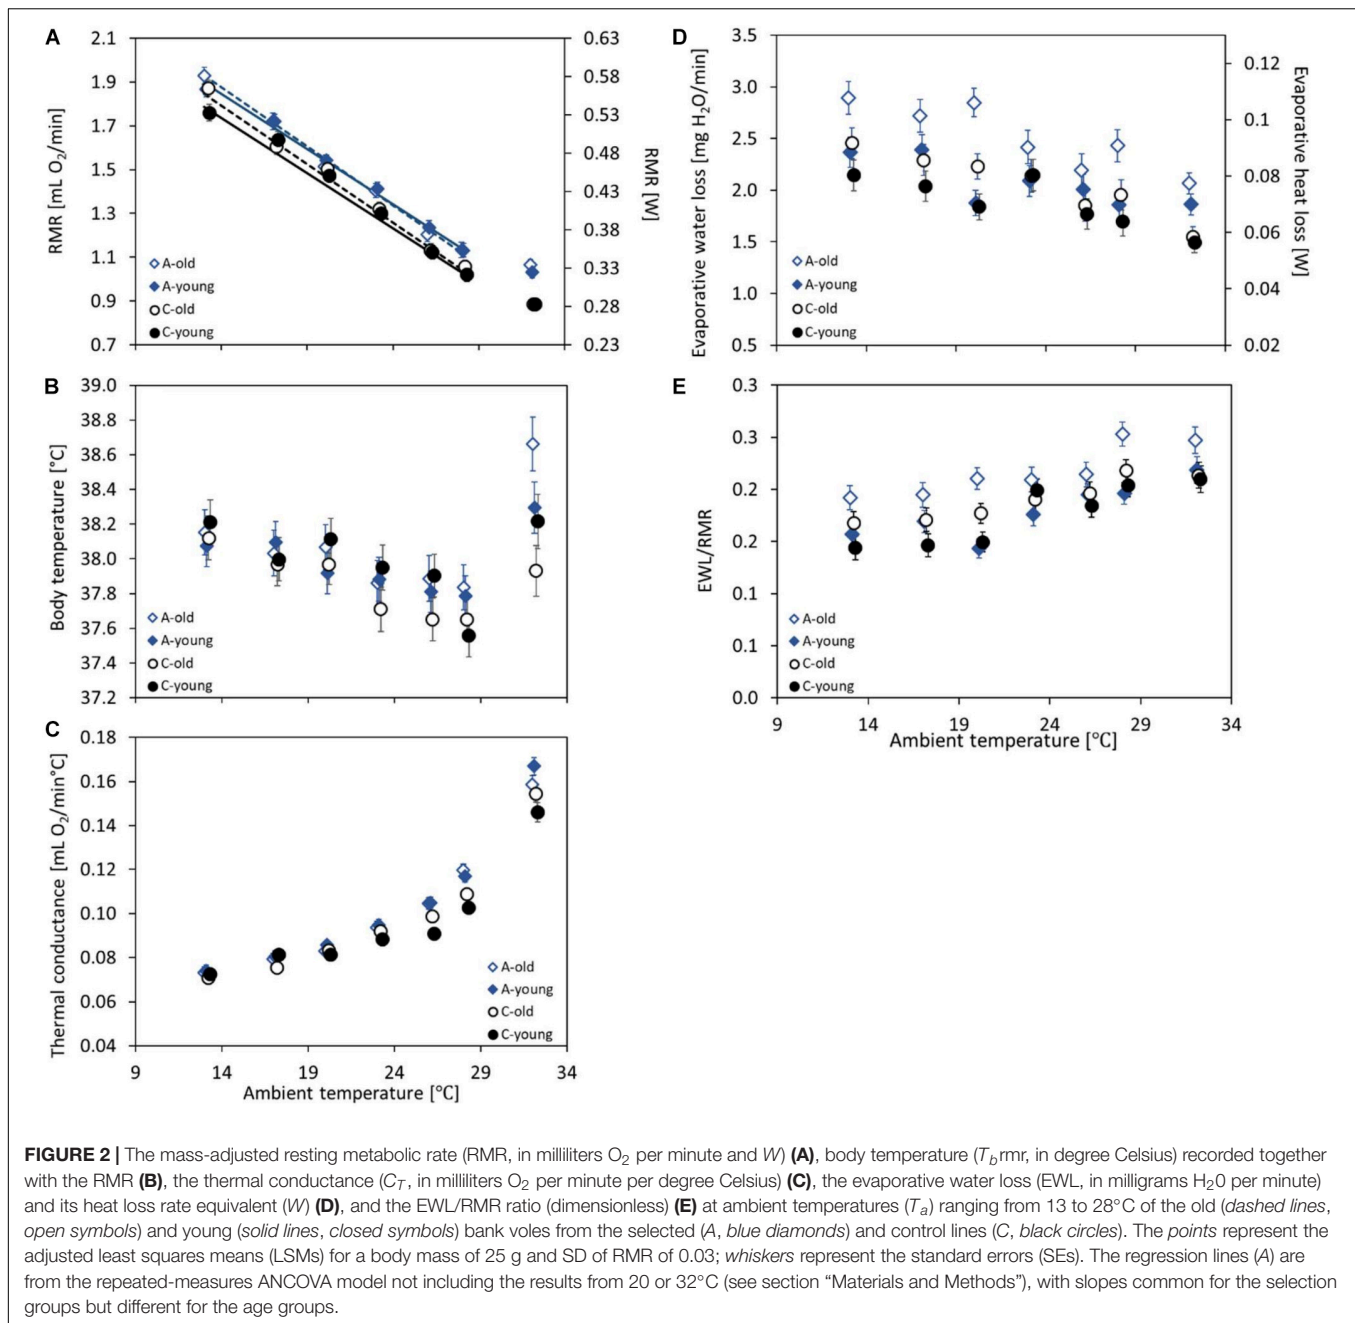 A
2.1
1.9
1.7
1.5
1.3
1.1
0.9
0.7
RMR [mL O₂/min]
0.63
0.58
0.53
0.48
0.43
0.38
0.33
0.28
0.23
RMR [W]
A-old
A-young
C-old
C-young
B
39.0
38.8
38.6
38.4
38.2
38.0
37.8
37.6
37.4
37.2
Body temperature [°C]
A-old
A-young
C-old
C-young
C
0.18
0.16
0.14
0.12
0.10
0.08
0.06
0.04
Thermal conductance [mL O₂/min°C]
A-old
A-young
C-old
C-young
9 14 19 24 29 34
Ambient temperature [°C]
D
3.5
3.0
2.5
2.0
1.5
1.0
0.5
Evaporative water loss [mg H₂O/min]
0.12
0.1
0.08
0.06
0.04
0.02
Evaporative heat loss [W]
A-old
A-young
C-old
C-young
E
0.3
0.3
0.2
0.2
0.1
0.1
0.0
EWL/RMR
A-old
A-young
C-old
C-young
9 14 19 24 29 34
Ambient temperature [°C]
FIGURE 2 | The mass-adjusted resting metabolic rate (RMR, in milliliters O₂ per minute and W) (A), body temperature (T_b rmr, in degree Celsius) recorded together
with the RMR (B), the thermal conductance (C_T, in milliliters O₂ per minute per degree Celsius) (C), the evaporative water loss (EWL, in milligrams H₂0 per minute)
and its heat loss rate equivalent (W) (D), and the EWL/RMR ratio (dimensionless) (E) at ambient temperatures (T_a) ranging from 13 to 28°C of the old (dashed lines,
open symbols) and young (solid lines, closed symbols) bank voles from the selected (A, blue diamonds) and control lines (C, black circles). The points represent the
adjusted least squares means (LSMs) for a body mass of 25 g and SD of RMR of 0.03; whiskers represent the standard errors (SEs). The regression lines (A) are
from the repeated-measures ANCOVA model not including the results from 20 or 32°C (see section “Materials and Methods”), with slopes common for the selection
groups but different for the age groups.